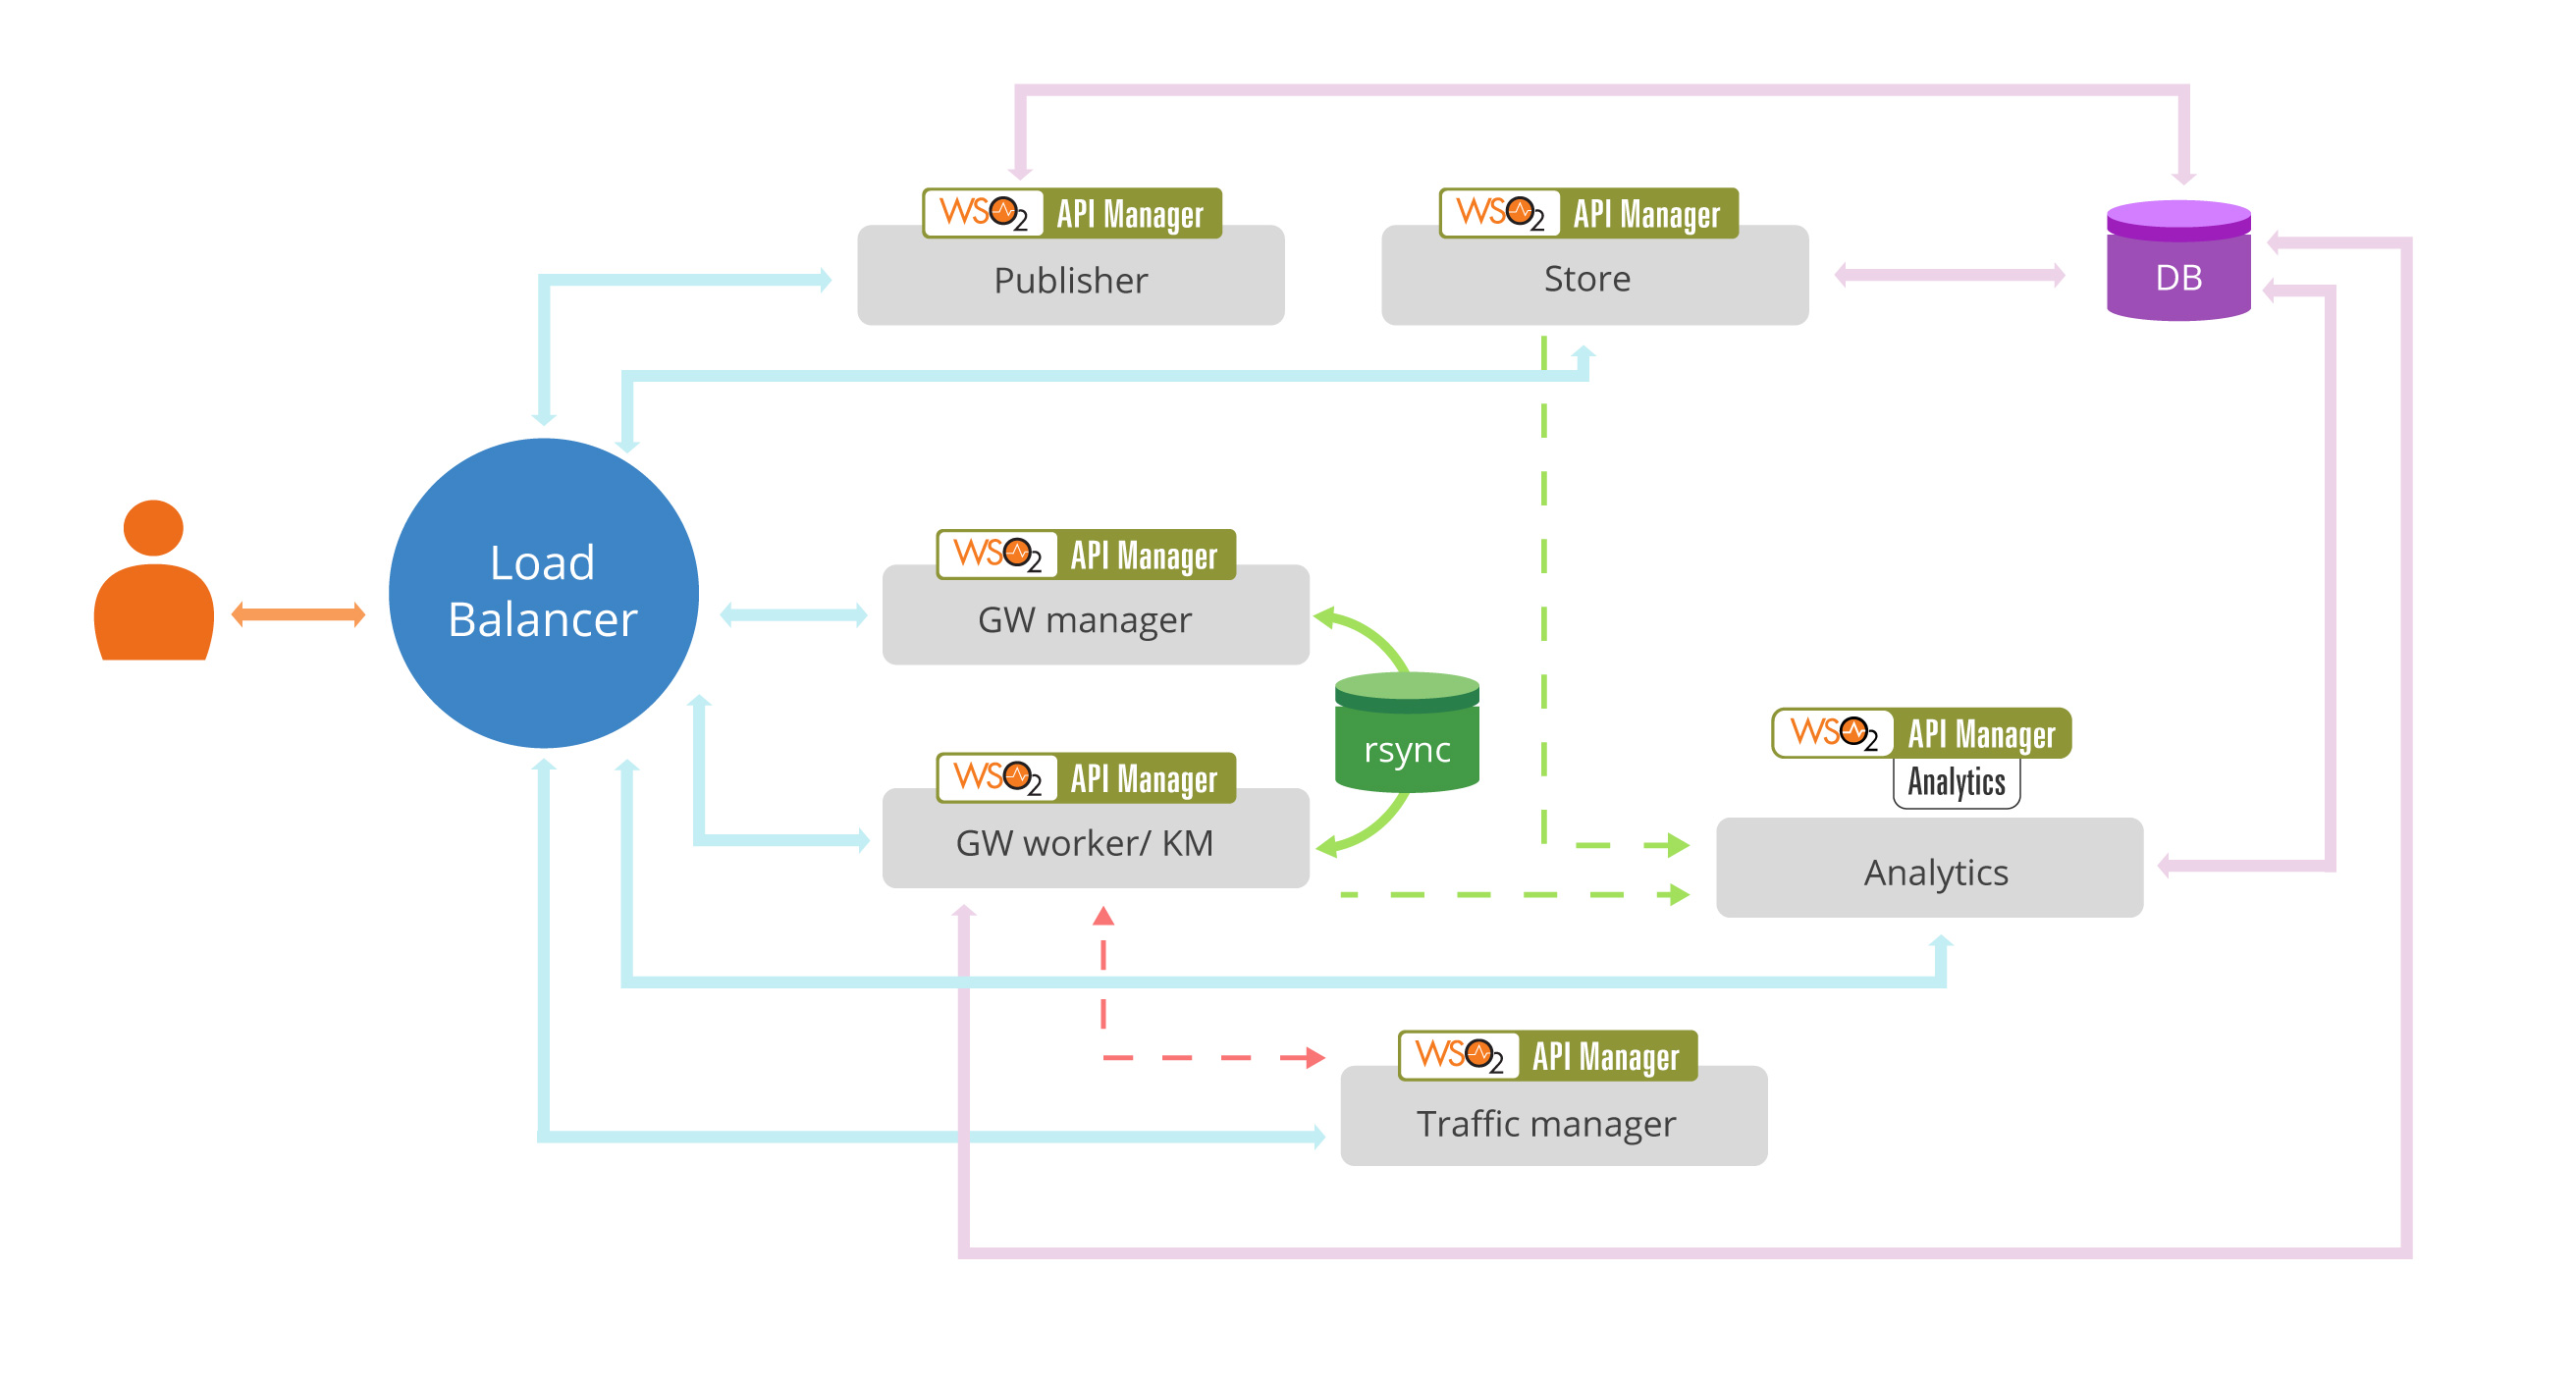 WSO2 API Manager
Publisher
WSO2 API Manager
Store
DB
Load
Balancer
WSO2 API Manager
GW manager
rsync
WSO2 API Manager
GW worker/ KM
WSO2 API Manager
Analytics
Analytics
WSO2 API Manager
Traffic manager